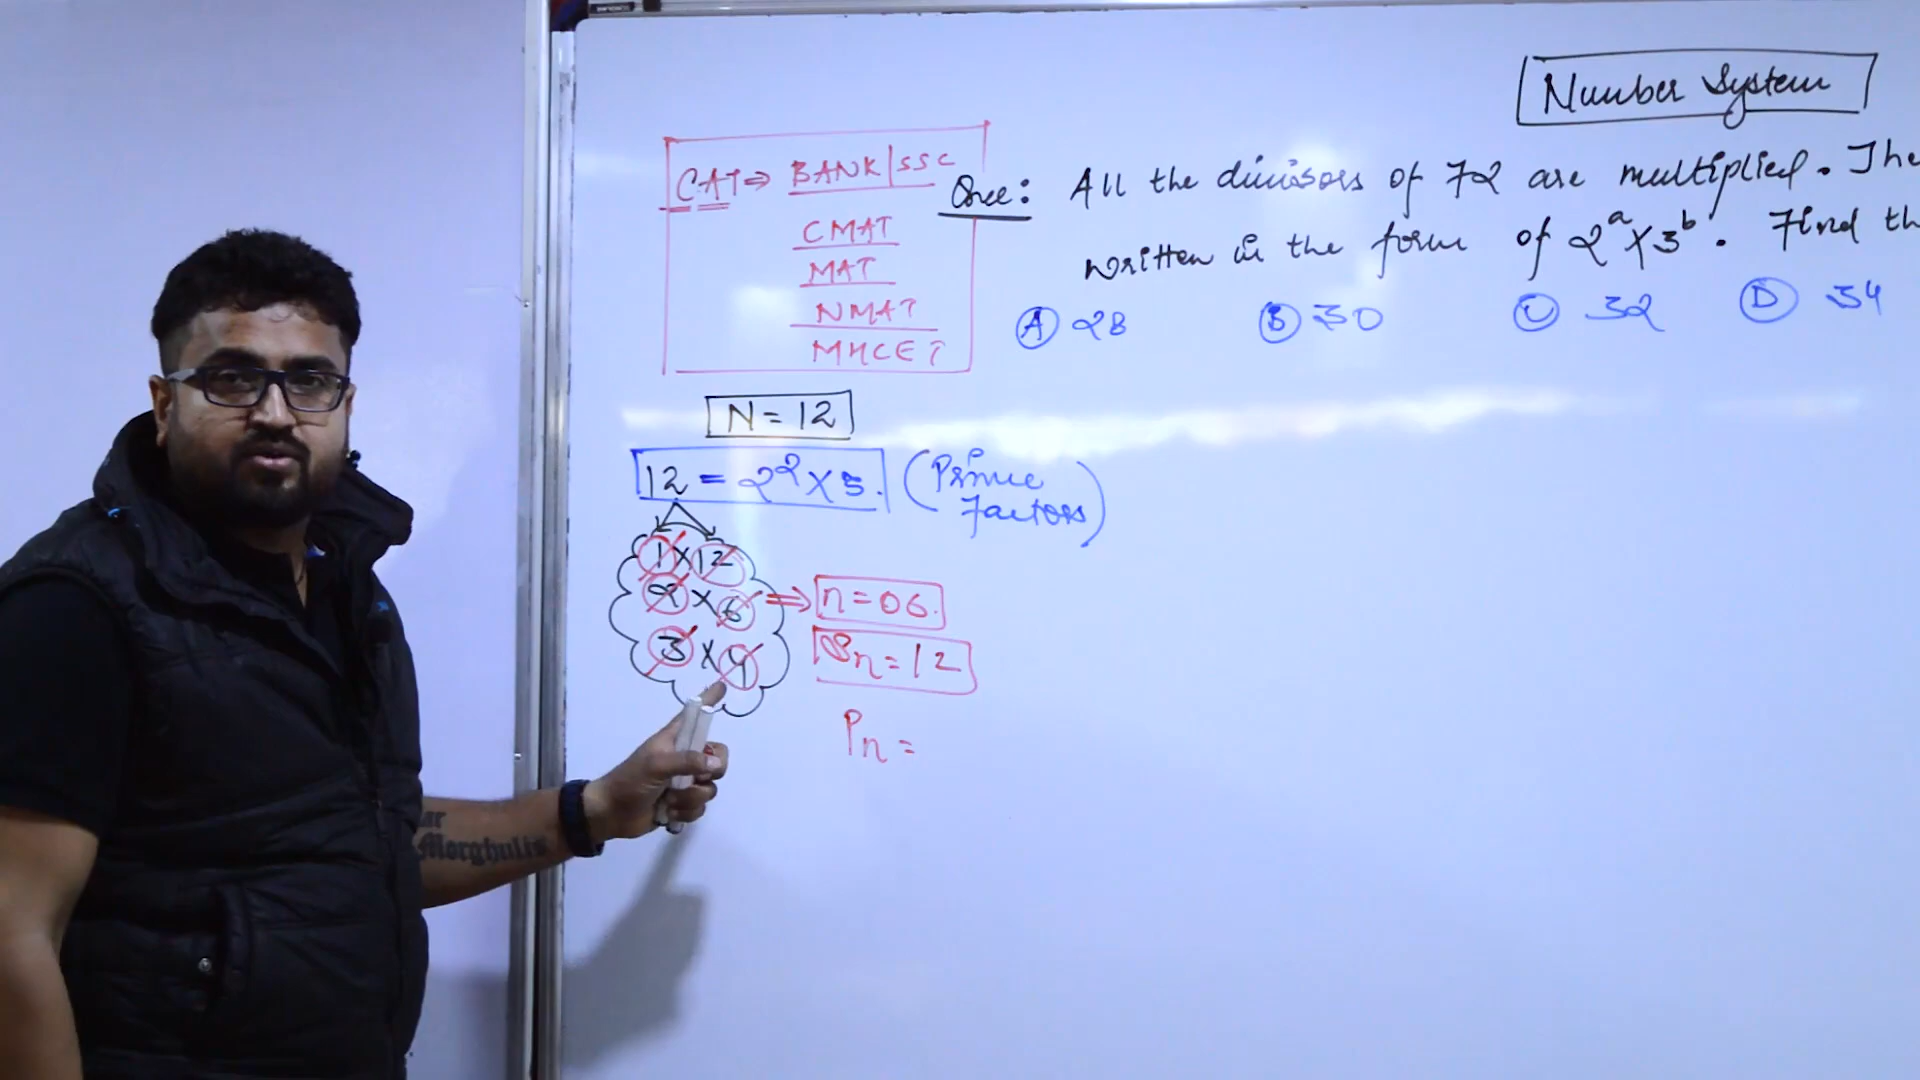 Number System
CAT ⇒ BANK|SSC
CMAT
MAT
NMAT
MHCET
Que: All the divisors of 72 are multiplied. The
written in the form of 2^a X 3^b. Find th
(A) 28 (B) 30 (C) 32 (D) 34
N = 12
12 = 2^2 X 3. (Prime
Factors)
1 X 12
2 X 6 ⇒ n = 06.
3 X 4 Sn = 12
Pn =
ar
Morghulis